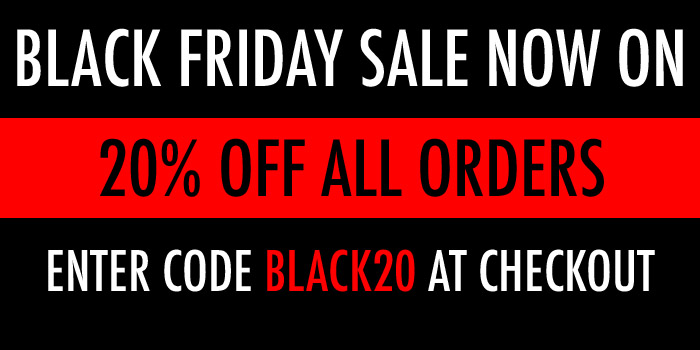 BLACK FRIDAY SALE NOW ON
20% OFF ALL ORDERS
ENTER CODE BLACK20 AT CHECKOUT